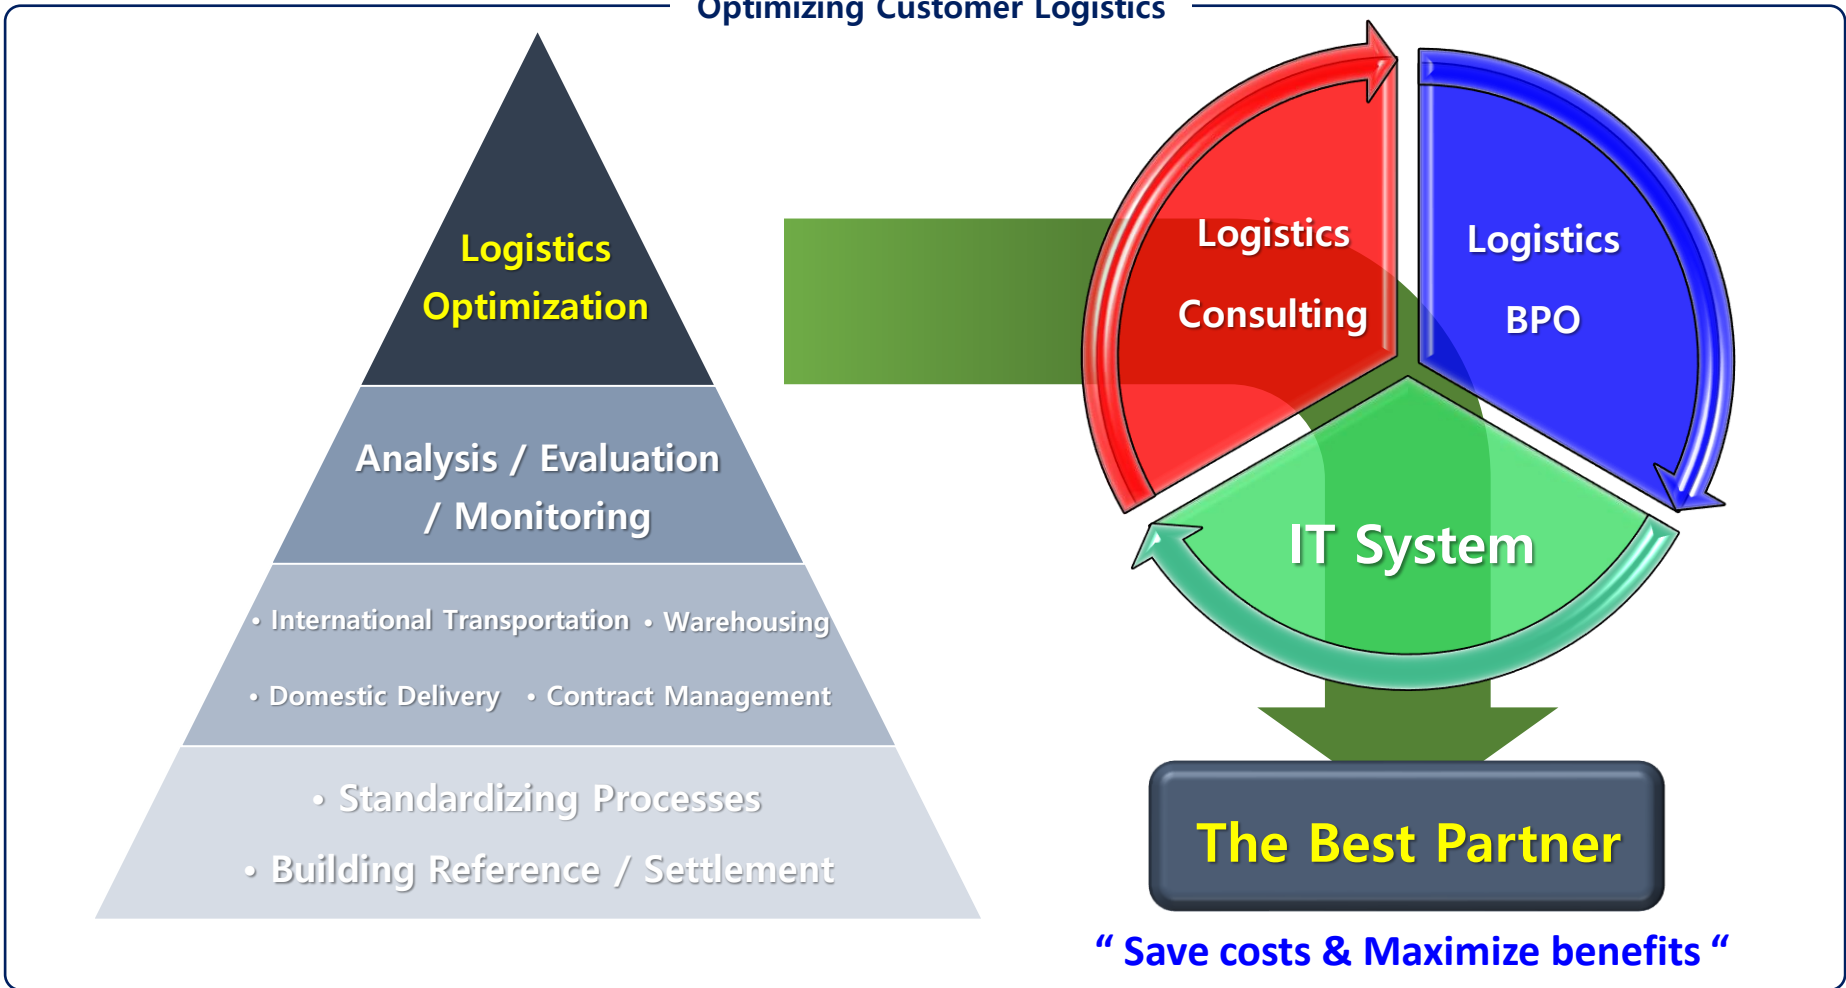 Optimizing Customer Logistics
Logistics
Optimization
Analysis / Evaluation
/ Monitoring
• International Transportation • Warehousing
• Domestic Delivery • Contract Management
• Standardizing Processes
• Building Reference / Settlement
Logistics
Consulting
Logistics
BPO
IT System
The Best Partner
“ Save costs & Maximize benefits “